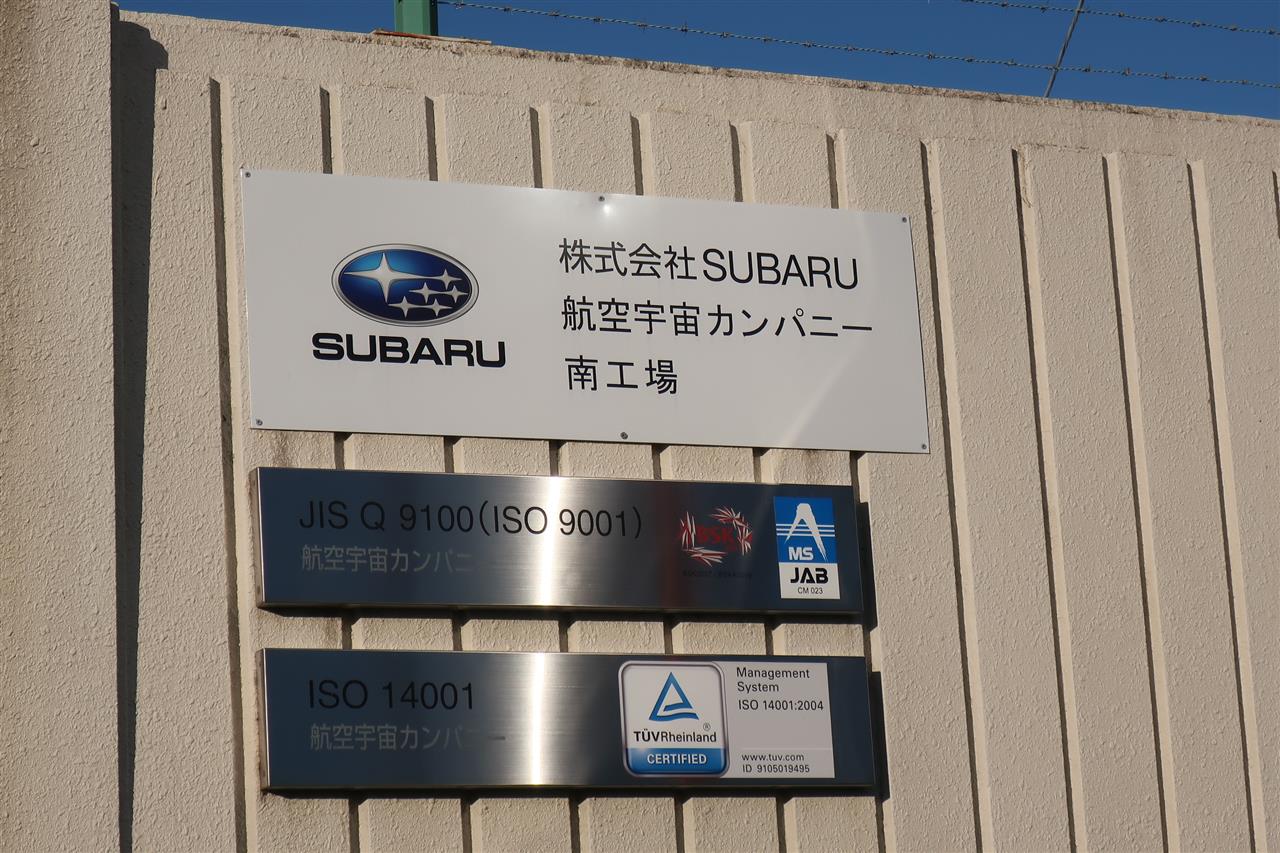 SUBARU
株式会社SUBARU
航空宇宙カンパニー
南工場
JIS Q 9100(ISO 9001)
航空宇宙カンパニー
BSK
MS
JAB
CM 023
ISO 14001
航空宇宙カンパニー
TÜVRheinland®
CERTIFIED
Management
System
ISO 14001:2004
www.tuv.com
ID 9105019495